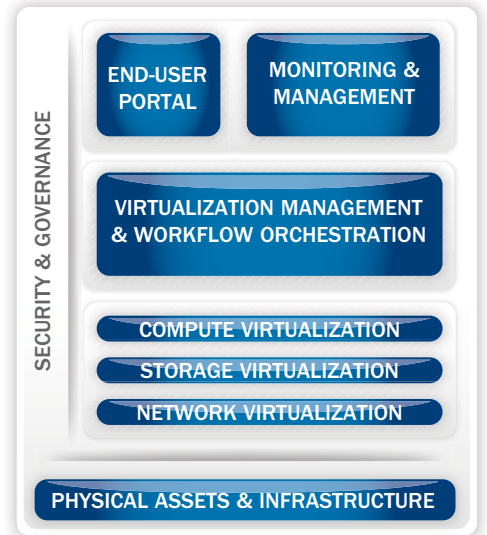 SECURITY & GOVERNANCE
END-USER
PORTAL
MONITORING &
MANAGEMENT
VIRTUALIZATION MANAGEMENT
& WORKFLOW ORCHESTRATION
COMPUTE VIRTUALIZATION
STORAGE VIRTUALIZATION
NETWORK VIRTUALIZATION
PHYSICAL ASSETS & INFRASTRUCTURE